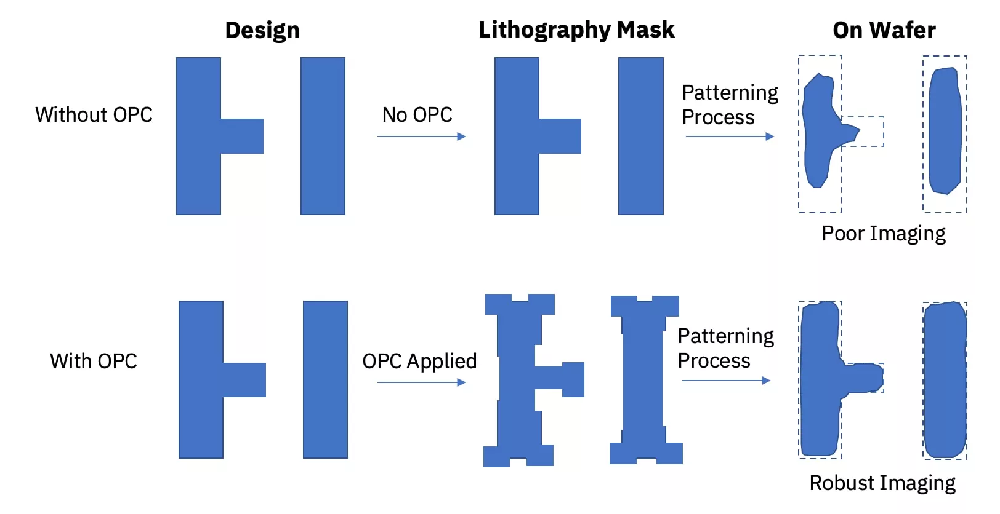 Design
Lithography Mask
On Wafer
Without OPC
No OPC
Patterning
Process
Poor Imaging
With OPC
OPC Applied
Patterning
Process
Robust Imaging